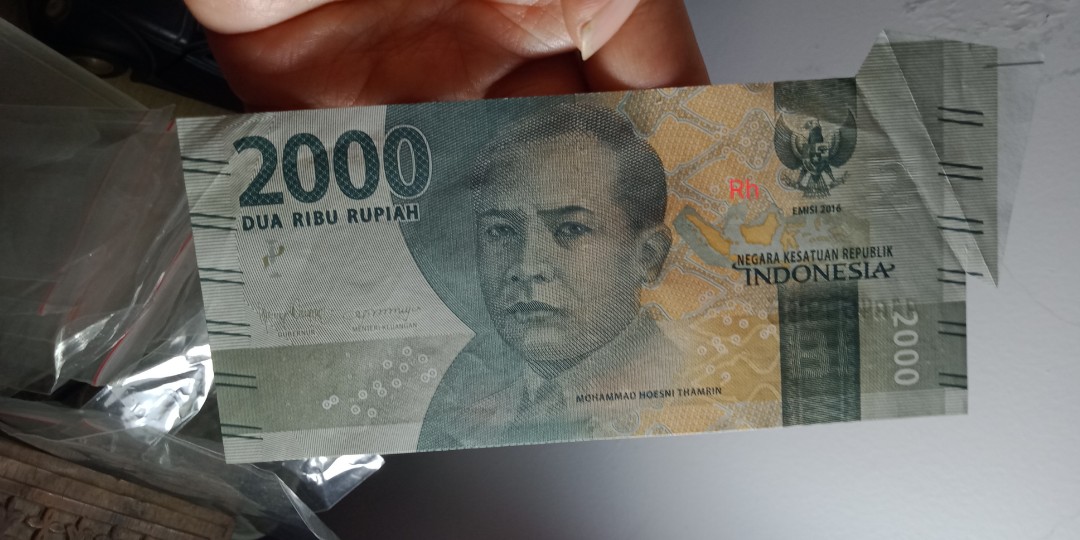 2000
DUA RIBU RUPIAH
Rh
EMISI 2016
NEGARA KESATUAN REPUBLIK
INDONESIA
GUBERNUR
MENTERI KEUANGAN
MOHAMMAD HOESNI THAMRIN
2000